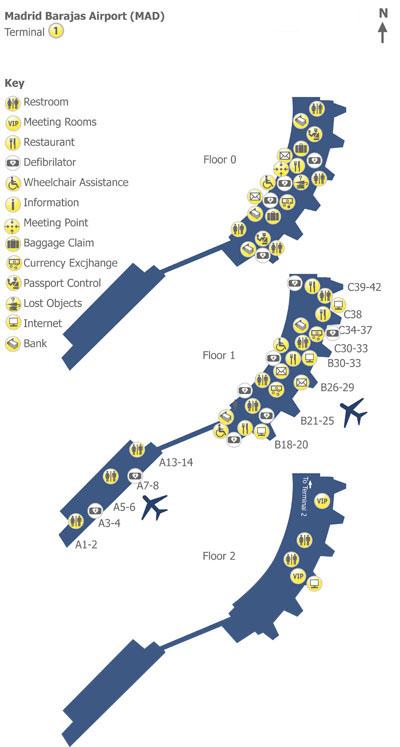 Madrid Barajas Airport (MAD)
Terminal 1
N
Key
Restroom
VIP Meeting Rooms
Restaurant
Defibrilator
Wheelchair Assistance
i Information
Meeting Point
Baggage Claim
Currency Excjhange
Passport Control
Lost Objects
Internet
Bank
Floor 0
Floor 1
C39-42
C38
C34-37
C30-33
B30-33
B26-29
B21-25
B18-20
A13-14
A7-8
A5-6
A3-4
A1-2
Floor 2
To Terminal 2
VIP
VIP